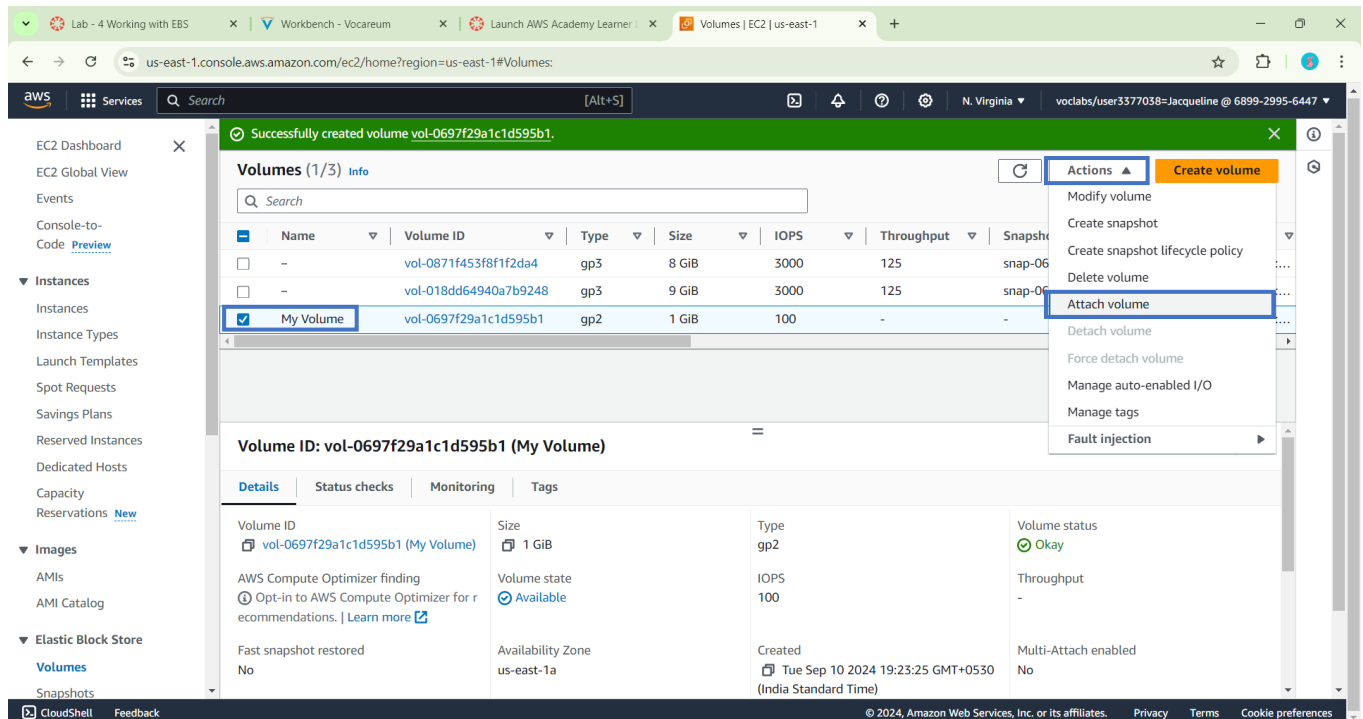 Lab - 4 Working with EBS
Workbench - Vocareum
Launch AWS Academy Learner
Volumes | EC2 | us-east-1
us-east-1.console.aws.amazon.com/ec2/home?region=us-east-1#Volumes:
aws Services Search [Alt+S] N. Virginia ▼ voclabs/user3377038=Jacqueline @ 6899-2995-6447 ▼
EC2 Dashboard
EC2 Global View
Events
Console-to-
Code Preview
Instances
Instances
Instance Types
Launch Templates
Spot Requests
Savings Plans
Reserved Instances
Dedicated Hosts
Capacity
Reservations New
Images
AMIs
AMI Catalog
Elastic Block Store
Volumes
Snapshots
Successfully created volume vol-0697f29a1c1d595b1.
Volumes (1/3) Info
Actions ▲ Create volume
Search
Name Volume ID Type Size IOPS Throughput Snapsh
– vol-0871f453f8f1f2da4 gp3 8 GiB 3000 125 snap-06
– vol-018dd64940a7b9248 gp3 9 GiB 3000 125 snap-06
My Volume vol-0697f29a1c1d595b1 gp2 1 GiB 100 - -
Modify volume
Create snapshot
Create snapshot lifecycle policy
Delete volume
Attach volume
Detach volume
Force detach volume
Manage auto-enabled I/O
Manage tags
Fault injection
Volume ID: vol-0697f29a1c1d595b1 (My Volume)
Details Status checks Monitoring Tags
Volume ID
vol-0697f29a1c1d595b1 (My Volume)
Size
1 GiB
Type
gp2
Volume status
Okay
AWS Compute Optimizer finding
Opt-in to AWS Compute Optimizer for r
ecommendations. | Learn more
Volume state
Available
IOPS
100
Throughput
-
Fast snapshot restored
No
Availability Zone
us-east-1a
Created
Tue Sep 10 2024 19:23:25 GMT+0530
(India Standard Time)
Multi-Attach enabled
No
CloudShell Feedback © 2024, Amazon Web Services, Inc. or its affiliates. Privacy Terms Cookie preferences